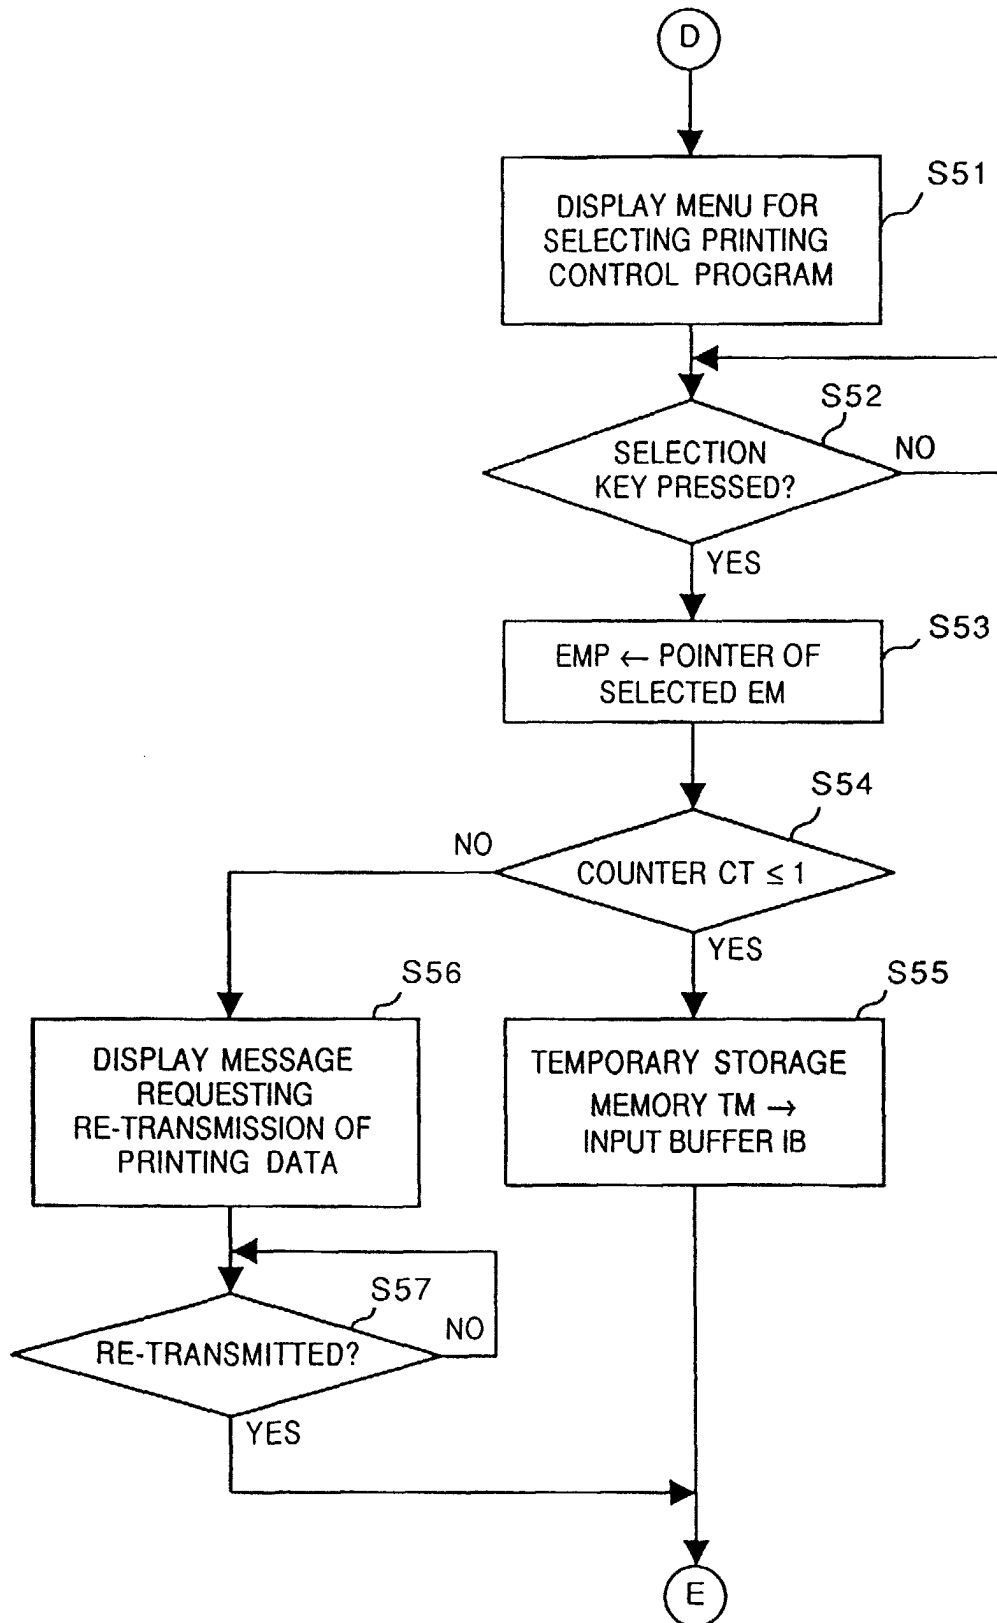 D
S51
DISPLAY MENU FOR
SELECTING PRINTING
CONTROL PROGRAM
S52
SELECTION
KEY PRESSED?
NO
YES
S53
EMP ← POINTER OF
SELECTED EM
S54
NO
COUNTER CT ≤ 1
YES
S56
DISPLAY MESSAGE
REQUESTING
RE-TRANSMISSION OF
PRINTING DATA
S55
TEMPORARY STORAGE
MEMORY TM →
INPUT BUFFER IB
S57
RE-TRANSMITTED?
NO
YES
E